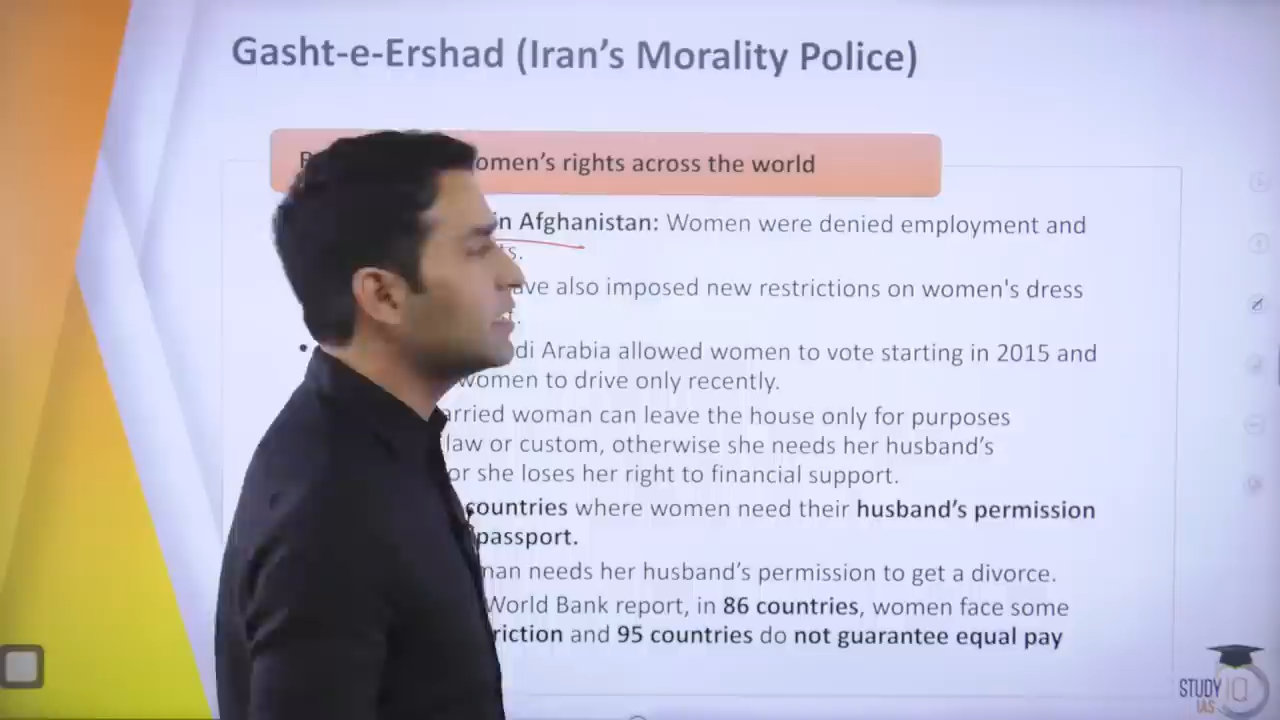 Gasht-e-Ershad (Iran’s Morality Police)
women’s rights across the world
in Afghanistan: Women were denied employment and
also imposed new restrictions on women's dress
Arabia allowed women to vote starting in 2015 and
women to drive only recently.
woman can leave the house only for purposes
law or custom, otherwise she needs her husband’s
or she loses her right to financial support.
countries where women need their husband’s permission
passport.
needs her husband’s permission to get a divorce.
World Bank report, in 86 countries, women face some
and 95 countries do not guarantee equal pay
STUDY IQ
IAS